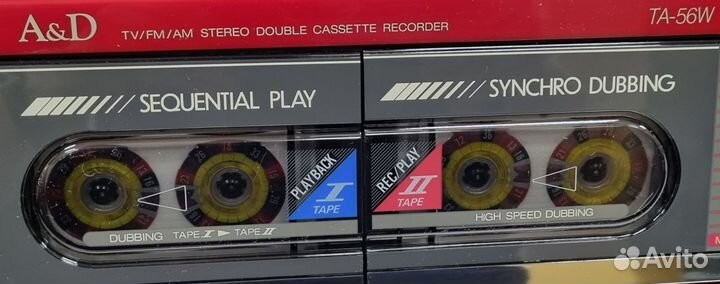 A&D TV/FM/AM STEREO DOUBLE CASSETTE RECORDER TA-56W
SEQUENTIAL PLAY
SYNCHRO DUBBING
PLAYBACK
I
TAPE
REC/PLAY
II
TAPE
DUBBING TAPE I ► TAPE II
HIGH SPEED DUBBING
Avito